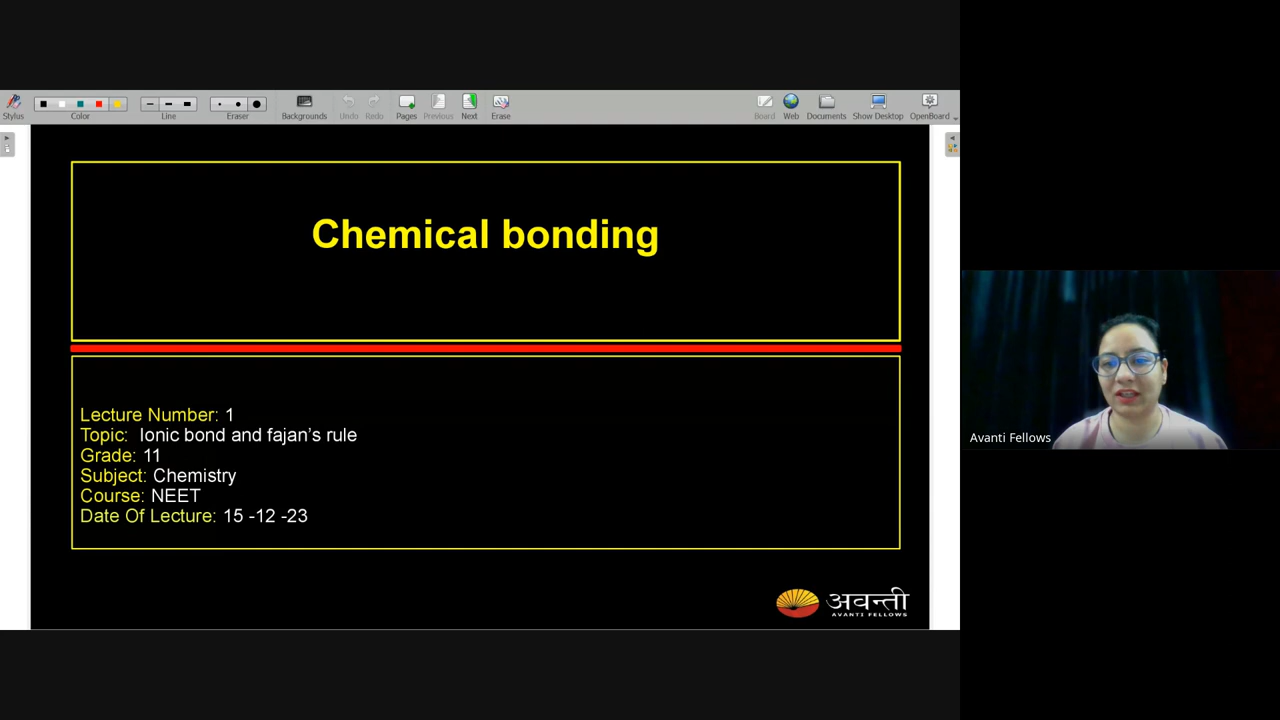 Stylus
Color
Line
Eraser
Backgrounds
Undo
Redo
Pages
Previous
Next
Erase
Board
Web
Documents
Show Desktop
OpenBoard
Chemical bonding
Lecture Number: 1
Topic: Ionic bond and fajan’s rule
Grade: 11
Subject: Chemistry
Course: NEET
Date Of Lecture: 15 -12 -23
अवन्ती
AVANTI FELLOWS
Avanti Fellows